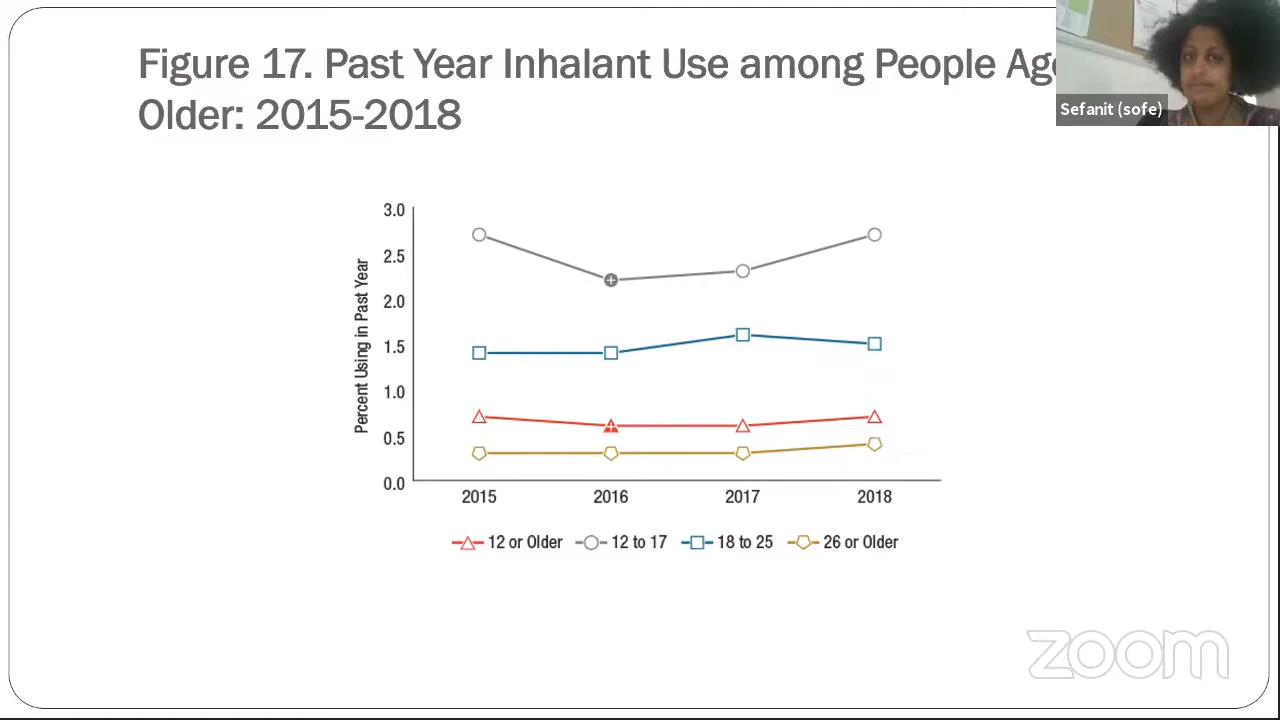 Figure 17. Past Year Inhalant Use among People
Older: 2015-2018
Sefanit (sofe)
Percent Using in Past Year
3.0
2.5
2.0
1.5
1.0
0.5
0.0
2015 2016 2017 2018
12 or Older 12 to 17 18 to 25 26 or Older
zoom